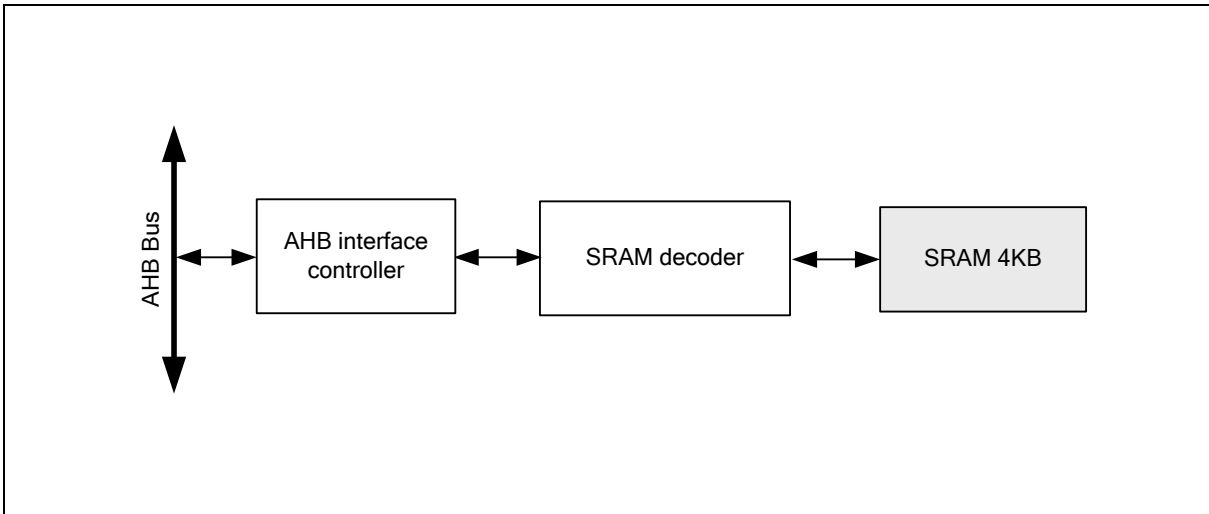 AHB Bus
AHB interface
controller
SRAM decoder
SRAM 4KB